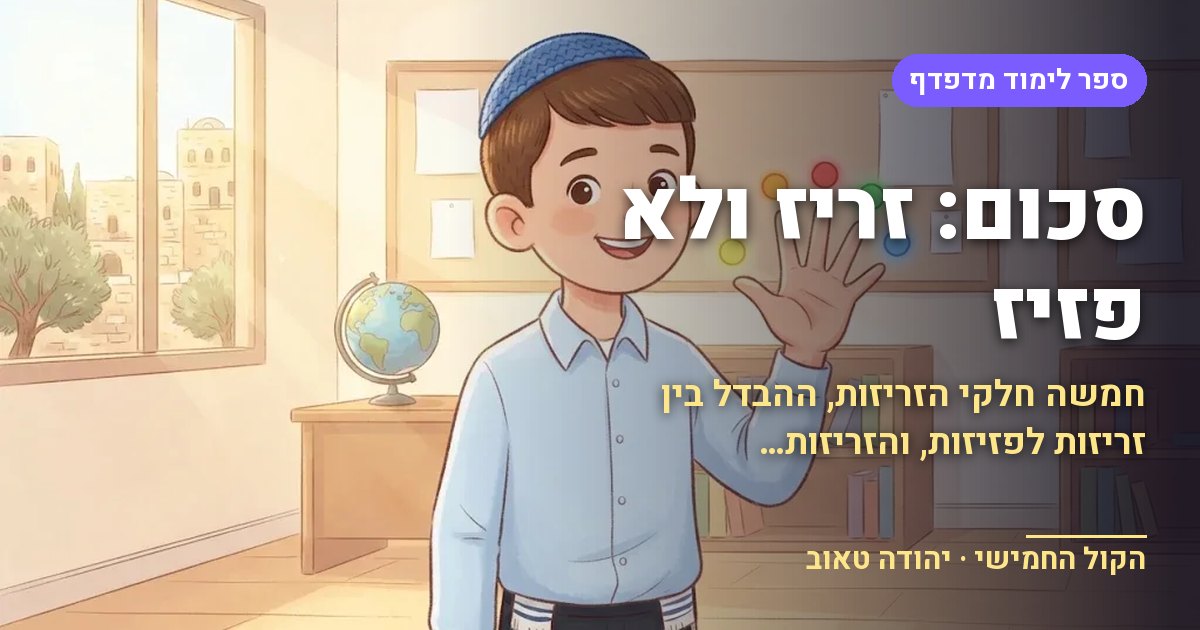 ספר לימוד מדפדף
סכום: זריז ולא
פזיז
חמשה חלקי הזריזות, ההבדל בין
זריזות לפזיזות, והזריזות...
הקול החמישי · יהודה טאוב